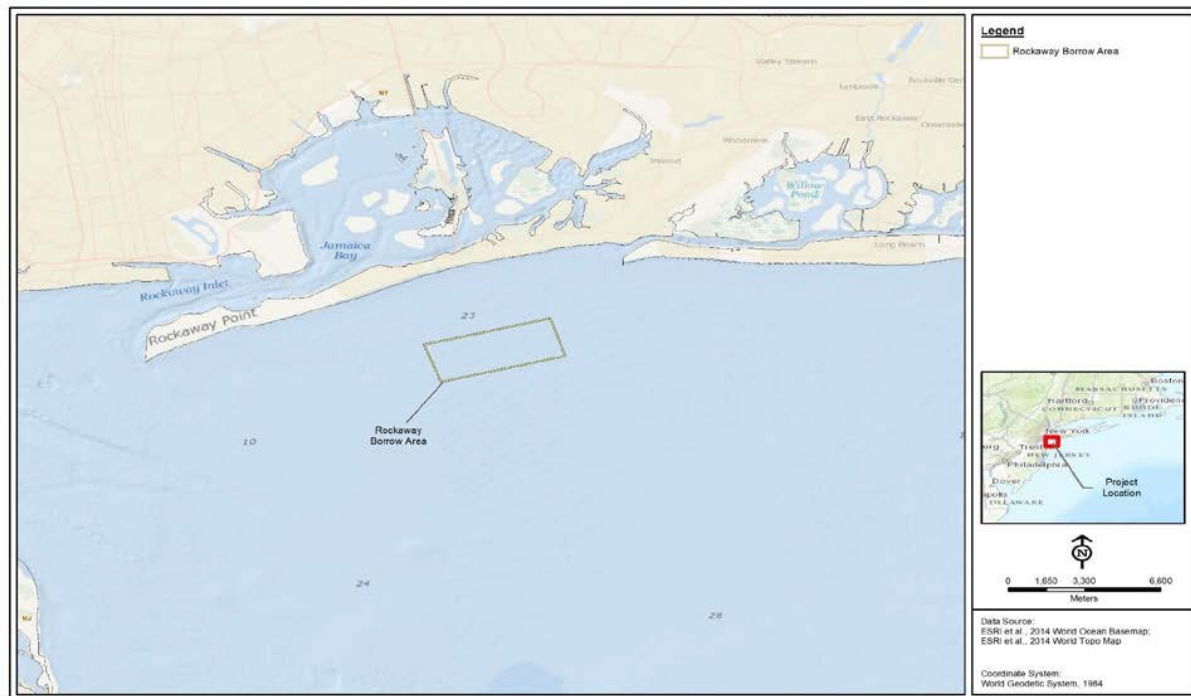 NY
Valley Stream
Lynbrook
East Rockaway
Oceanside
Woodmere
Inwood
Willow
Pond
Long Beach
Jamaica
Bay
Rockaway Inlet
Rockaway Point
23
Rockaway
Borrow Area
10
24
28
NJ
Legend
Rockaway Borrow Area
Boston
MASSACHUSETTS
Hartford
Providence
CONNECTICUT
RHODE
ISLAND
New York
Trenton
NEW JERSEY
Philadelphia
Dover
DELAWARE
Project
Location
N
0 1,650 3,300 6,600
Meters
Data Source:
ESRI et al., 2014 World Ocean Basemap;
ESRI et al., 2014 World Topo Map
Coordinate System:
World Geodetic System, 1984